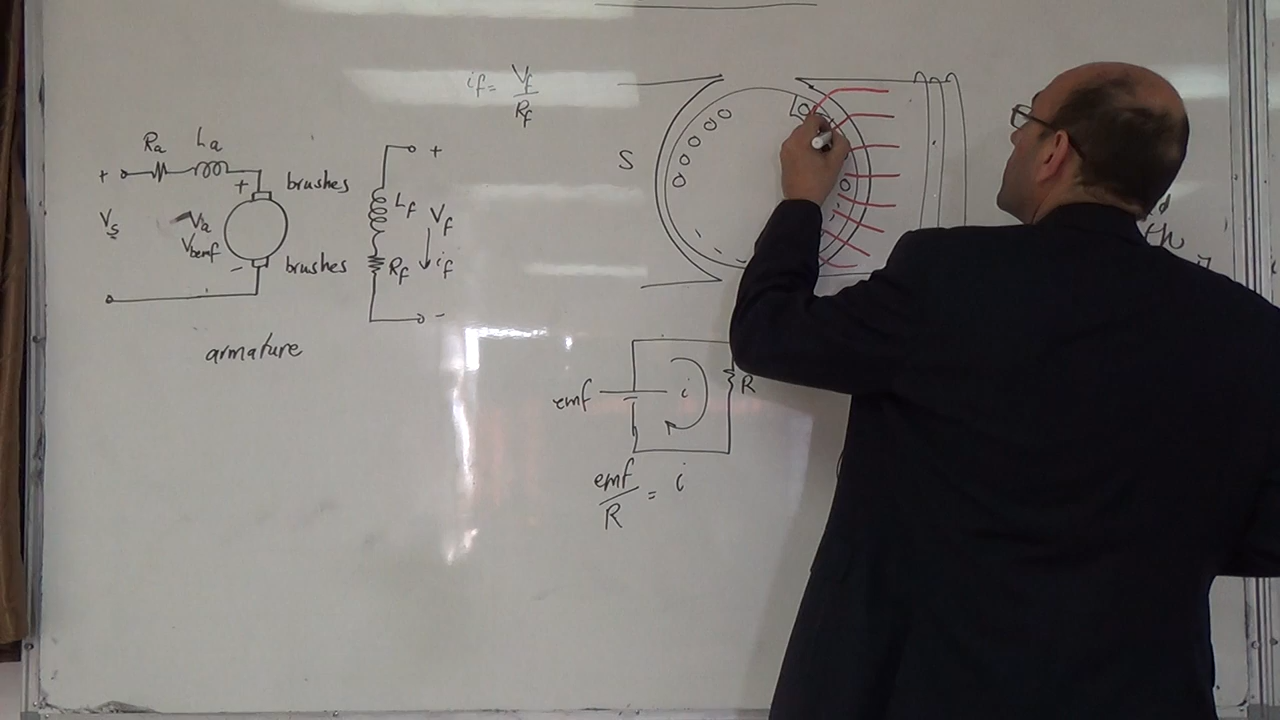 if = Vf / Rf
Ra La
+ + brushes
Vs Va
Vbemf
- brushes
armature
+
Lf Vf
Rf if
-
S
emf i R
emf / R = i